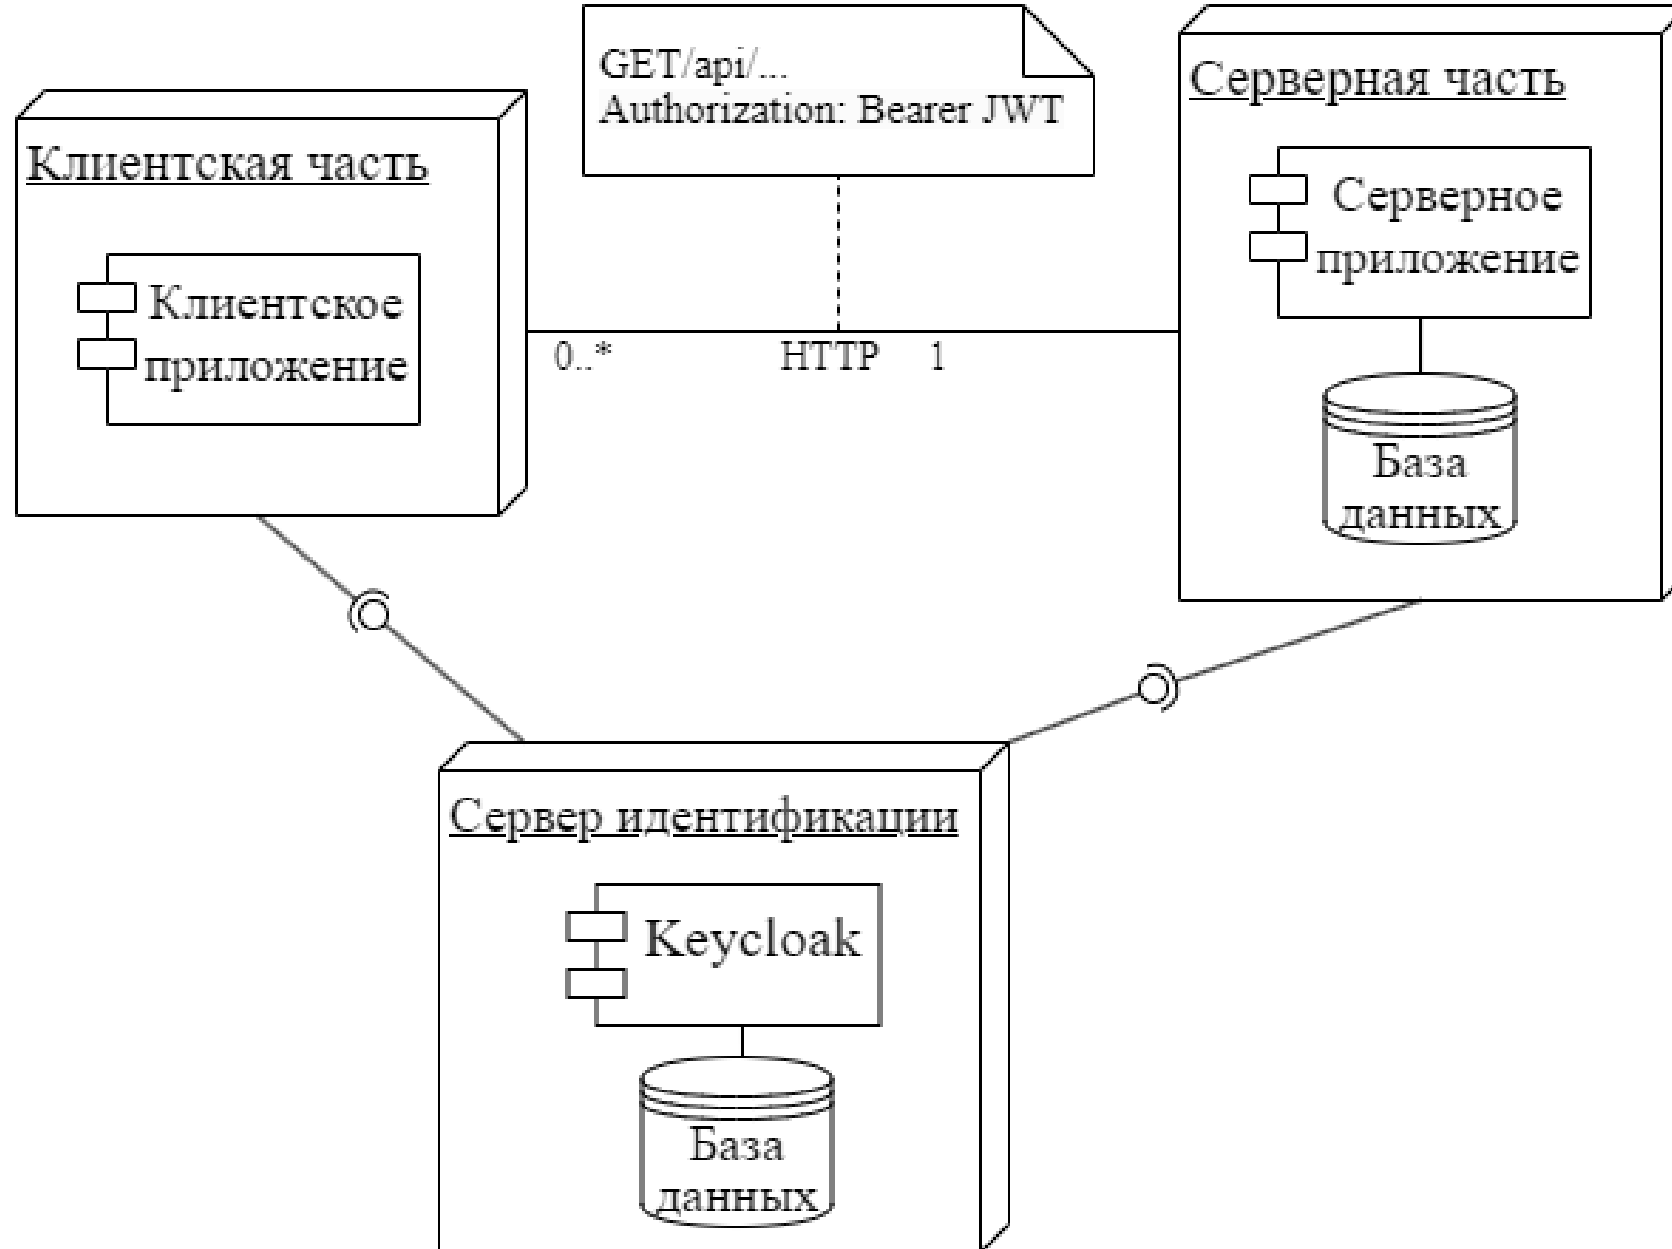 GET/api/...
Authorization: Bearer JWT
Серверная часть
Клиентская часть
Серверное
приложение
Клиентское
приложение
0..*
HTTP
1
База
данных
Сервер идентификации
Keycloak
База
данных